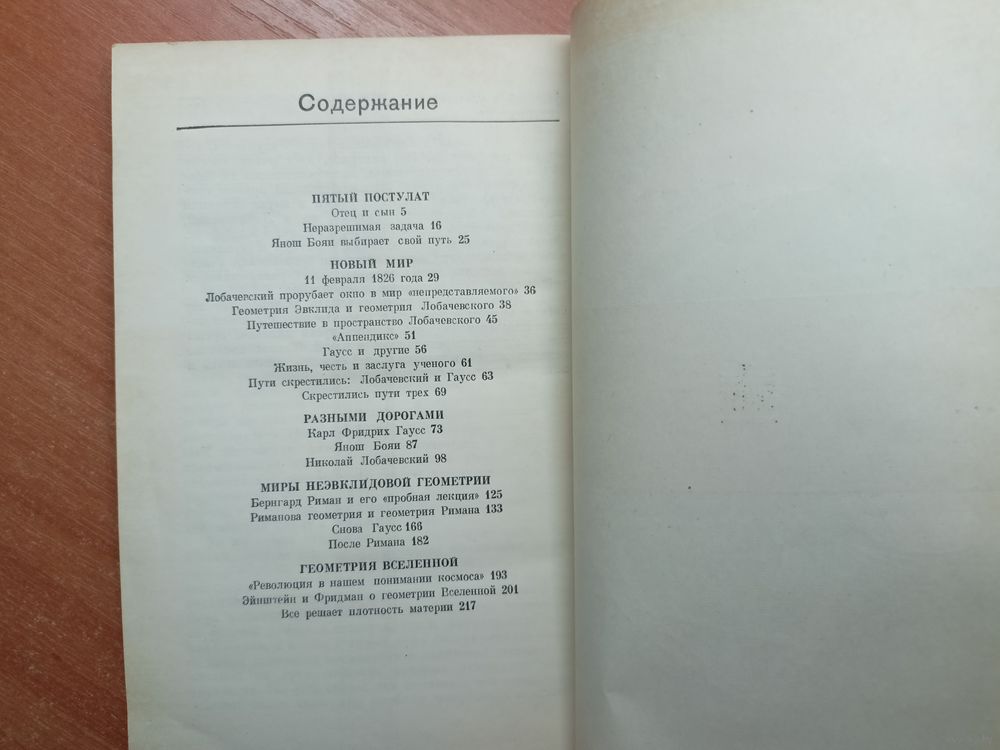 Содержание
ПЯТЫЙ ПОСТУЛАТ
Отец и сын 5
Неразрешимая задача 16
Янош Бояи выбирает свой путь 25
НОВЫЙ МИР
11 февраля 1826 года 29
Лобачевский прорубает окно в мир «непредставляемого» 36
Геометрия Эвклида и геометрия Лобачевского 38
Путешествие в пространство Лобачевского 45
«Аппендикс» 51
Гаусс и другие 56
Жизнь, честь и заслуга ученого 61
Пути скрестились: Лобачевский и Гаусс 63
Скрестились пути трех 69
РАЗНЫМИ ДОРОГАМИ
Карл Фридрих Гаусс 73
Янош Бояи 87
Николай Лобачевский 98
МИРЫ НЕЭВКЛИДОВОЙ ГЕОМЕТРИИ
Бернгард Риман и его «пробная лекция» 125
Риманова геометрия и геометрия Римана 133
Снова Гаусс 166
После Римана 182
ГЕОМЕТРИЯ ВСЕЛЕННОЙ
«Революция в нашем понимании космоса» 193
Эйнштейн и Фридман о геометрии Вселенной 201
Все решает плотность материи 217